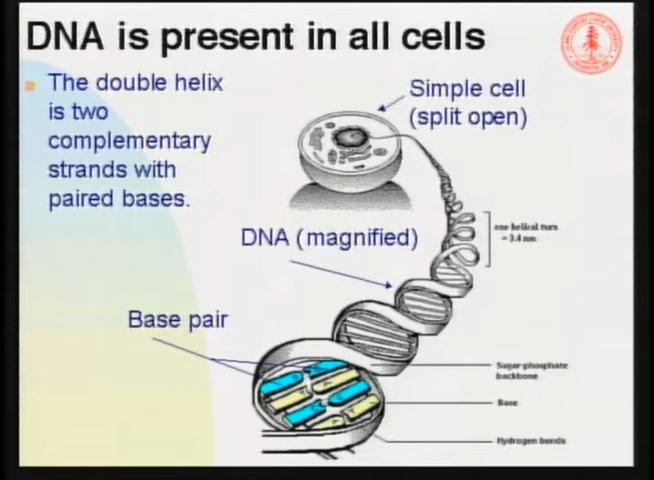 DNA is present in all cells
The double helix
is two
complementary
strands with
paired bases.
Simple cell
(split open)
DNA (magnified)
one helical turn
= 3.4 nm
Base pair
Sugar-phosphate
backbone
Base
Hydrogen bonds